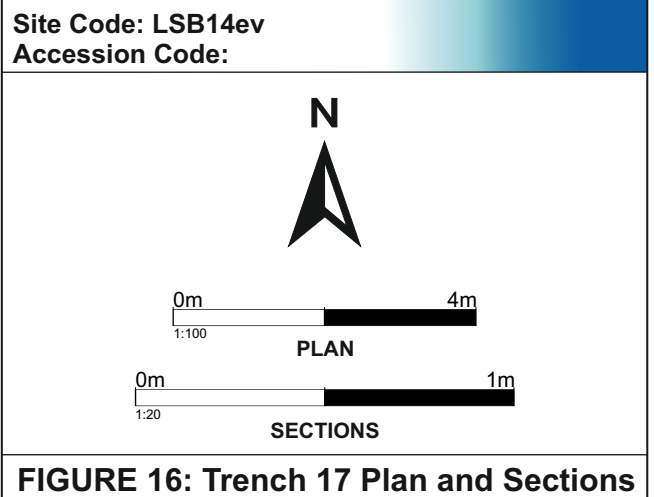 Site Code: LSB14ev
Accession Code:
N
0m 4m
1:100
PLAN
0m 1m
1:20
SECTIONS
FIGURE 16: Trench 17 Plan and Sections